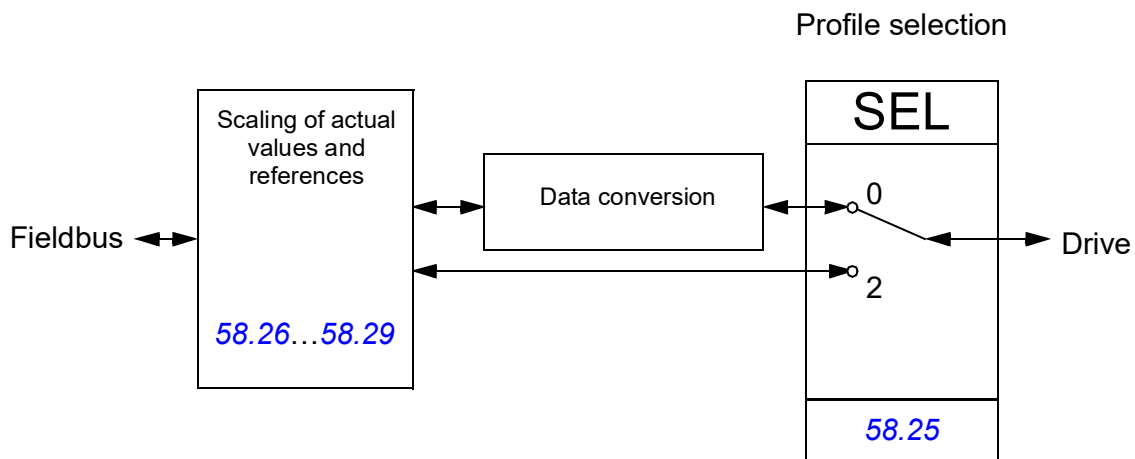 Profile selection
SEL
Scaling of actual
values and
references
Data conversion
0
Fieldbus
Drive
2
58.26…58.29
58.25